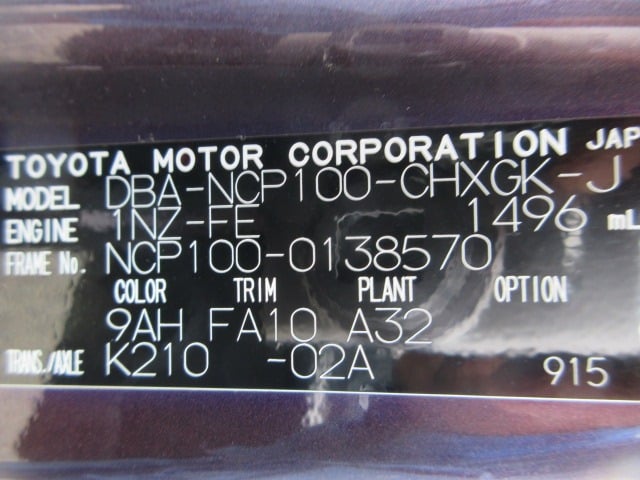 TOYOTA MOTOR CORPORATION JAP
MODEL DBA-NCP100-CHXGK-J
ENGINE 1NZ-FE 1496 mL
FRAME No. NCP100-0138570
COLOR TRIM PLANT OPTION
9AH FA10 A32
TRANS./AXLE K210 -02A 915